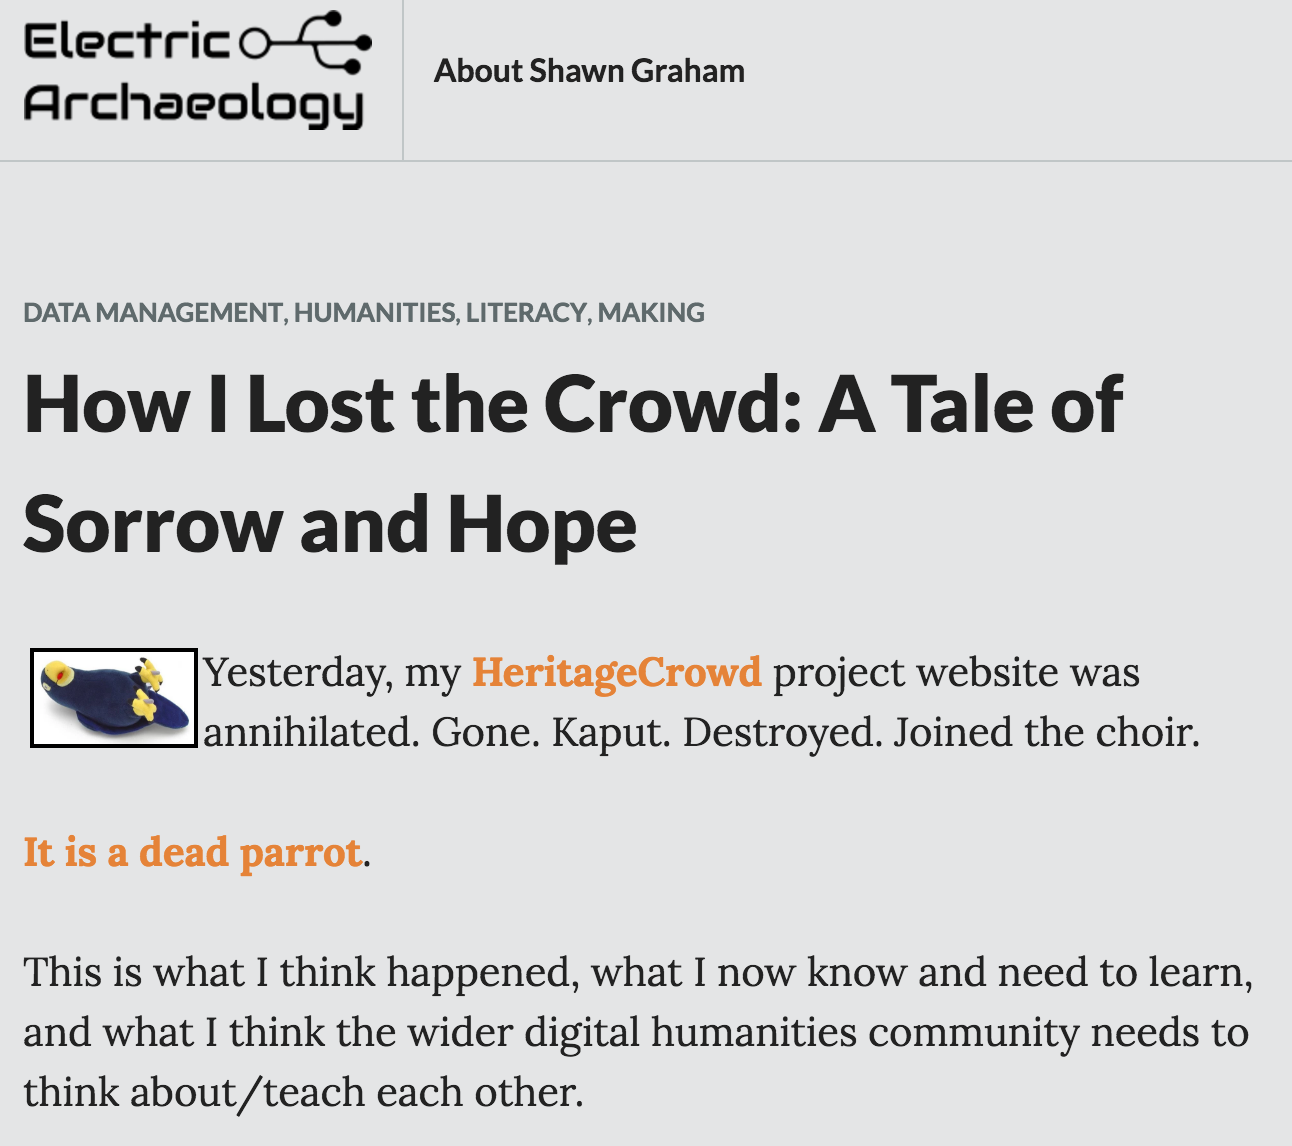 Electric
Archaeology
About Shawn Graham
DATA MANAGEMENT, HUMANITIES, LITERACY, MAKING
How I Lost the Crowd: A Tale of
Sorrow and Hope
Yesterday, my HeritageCrowd project website was
annihilated. Gone. Kaput. Destroyed. Joined the choir.
It is a dead parrot.
This is what I think happened, what I now know and need to learn,
and what I think the wider digital humanities community needs to
think about/teach each other.